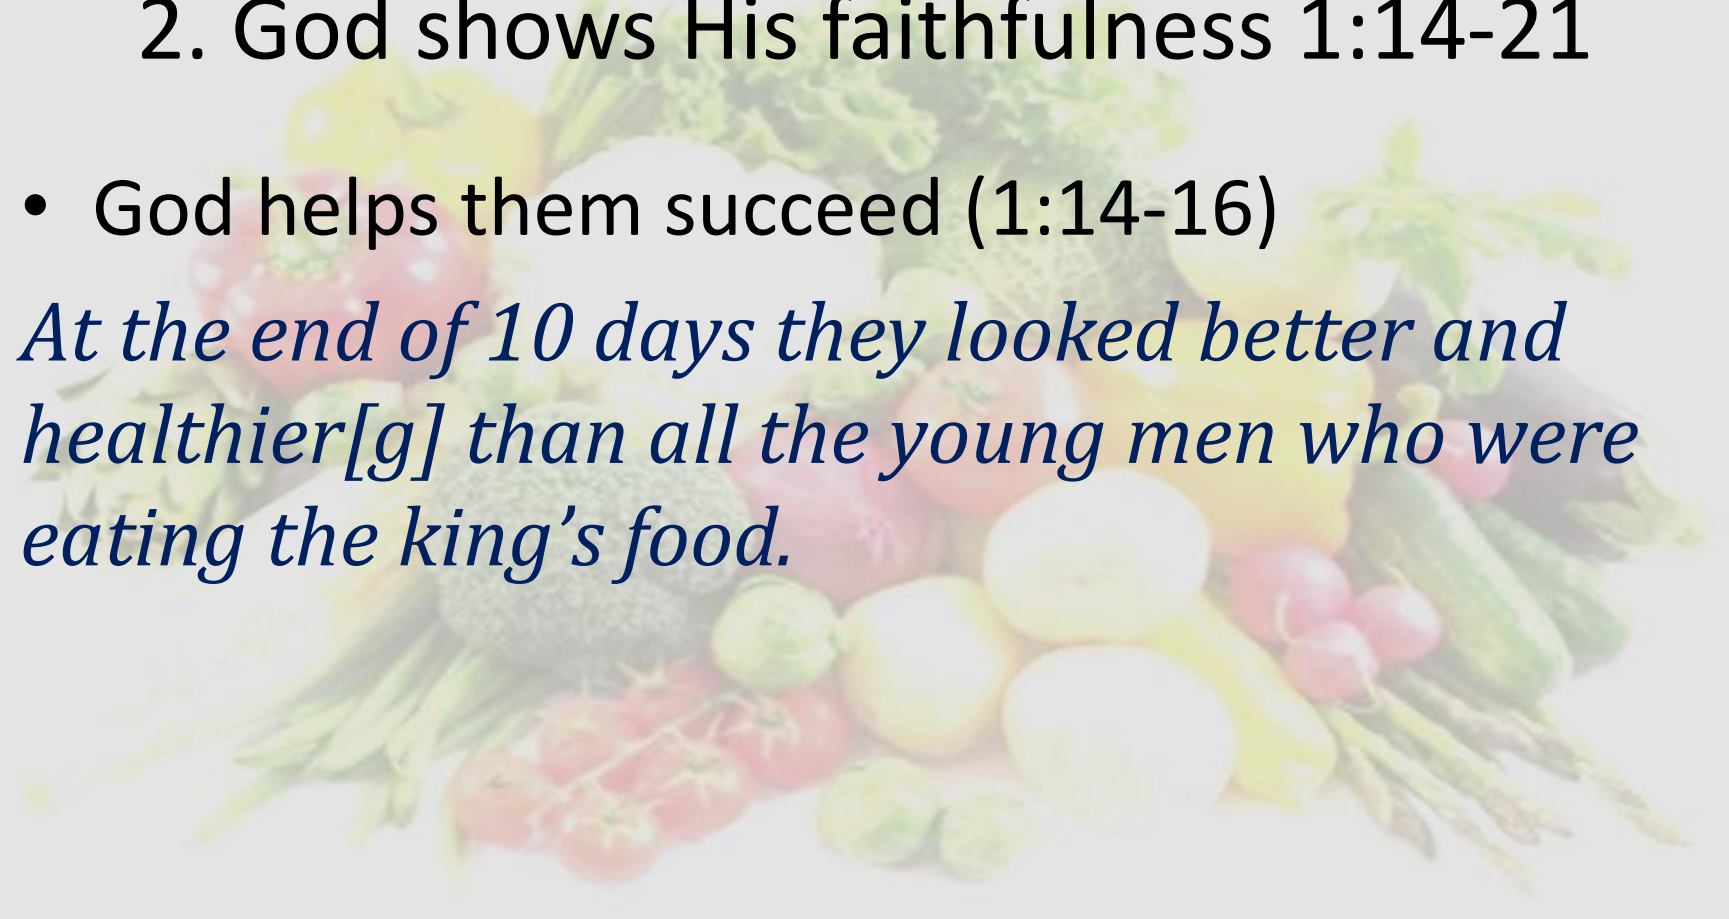 2. God shows His faithfulness 1:14-21
• God helps them succeed (1:14-16)
At the end of 10 days they looked better and
healthier[g] than all the young men who were
eating the king’s food.